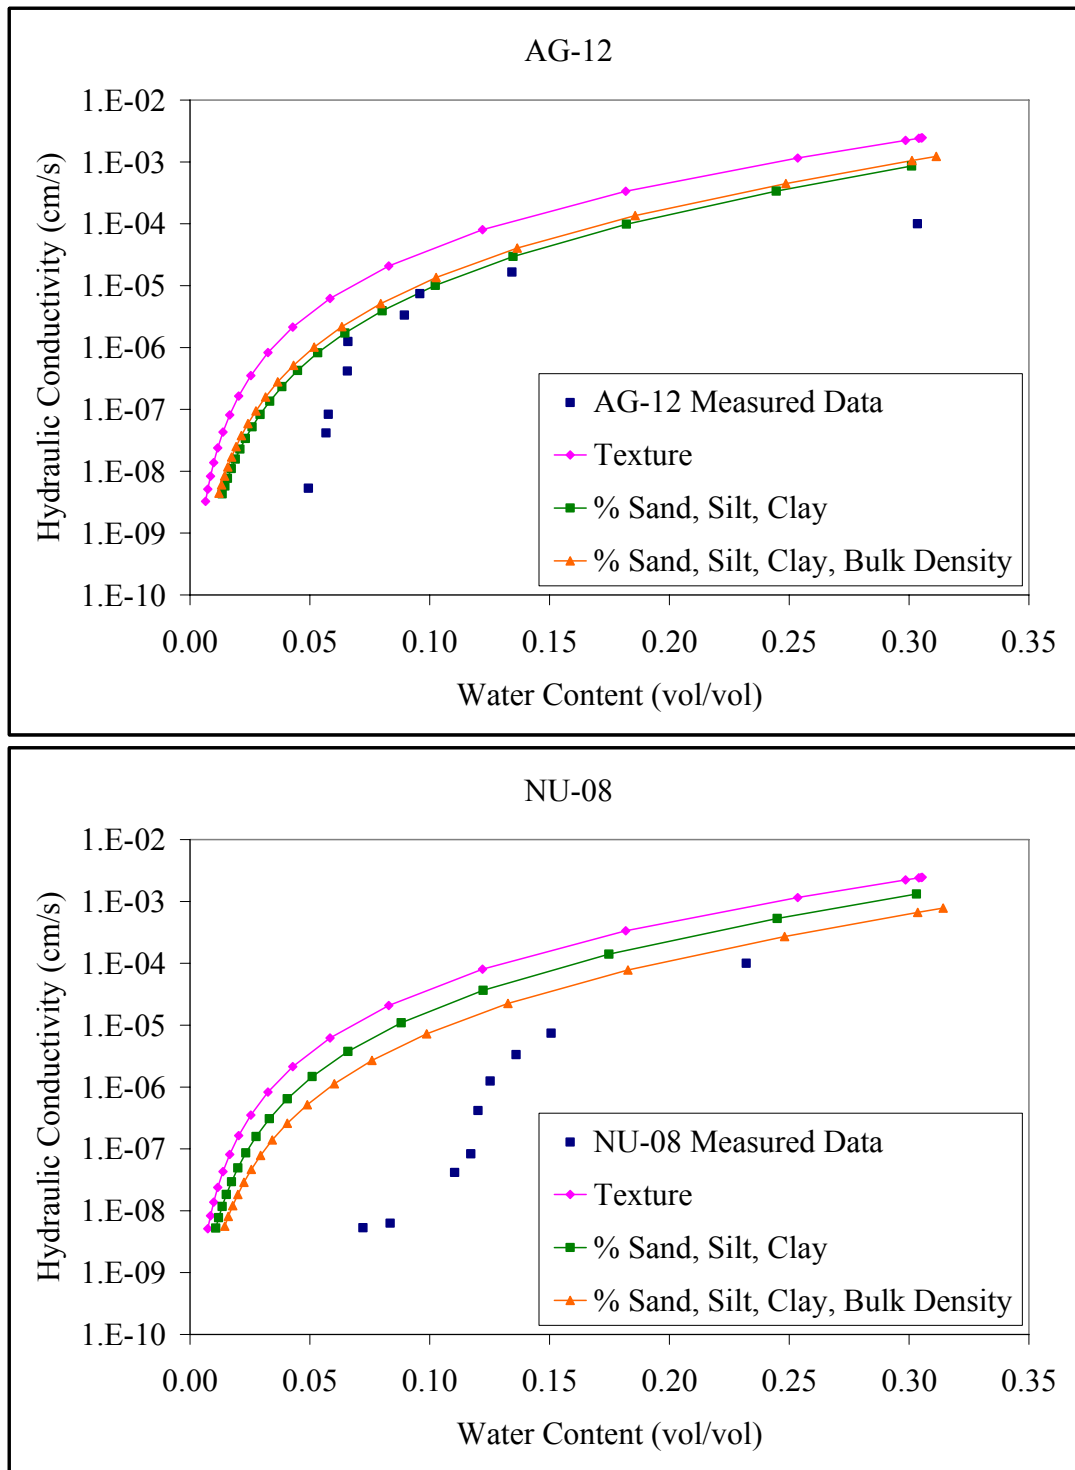 AG-12
1.E-02
1.E-03
1.E-04
1.E-05
1.E-06
1.E-07
1.E-08
1.E-09
1.E-10
Hydraulic Conductivity (cm/s)
AG-12 Measured Data
Texture
% Sand, Silt, Clay
% Sand, Silt, Clay, Bulk Density
0.00 0.05 0.10 0.15 0.20 0.25 0.30 0.35
Water Content (vol/vol)
NU-08
1.E-02
1.E-03
1.E-04
1.E-05
1.E-06
1.E-07
1.E-08
1.E-09
1.E-10
Hydraulic Conductivity (cm/s)
NU-08 Measured Data
Texture
% Sand, Silt, Clay
% Sand, Silt, Clay, Bulk Density
0.00 0.05 0.10 0.15 0.20 0.25 0.30 0.35
Water Content (vol/vol)